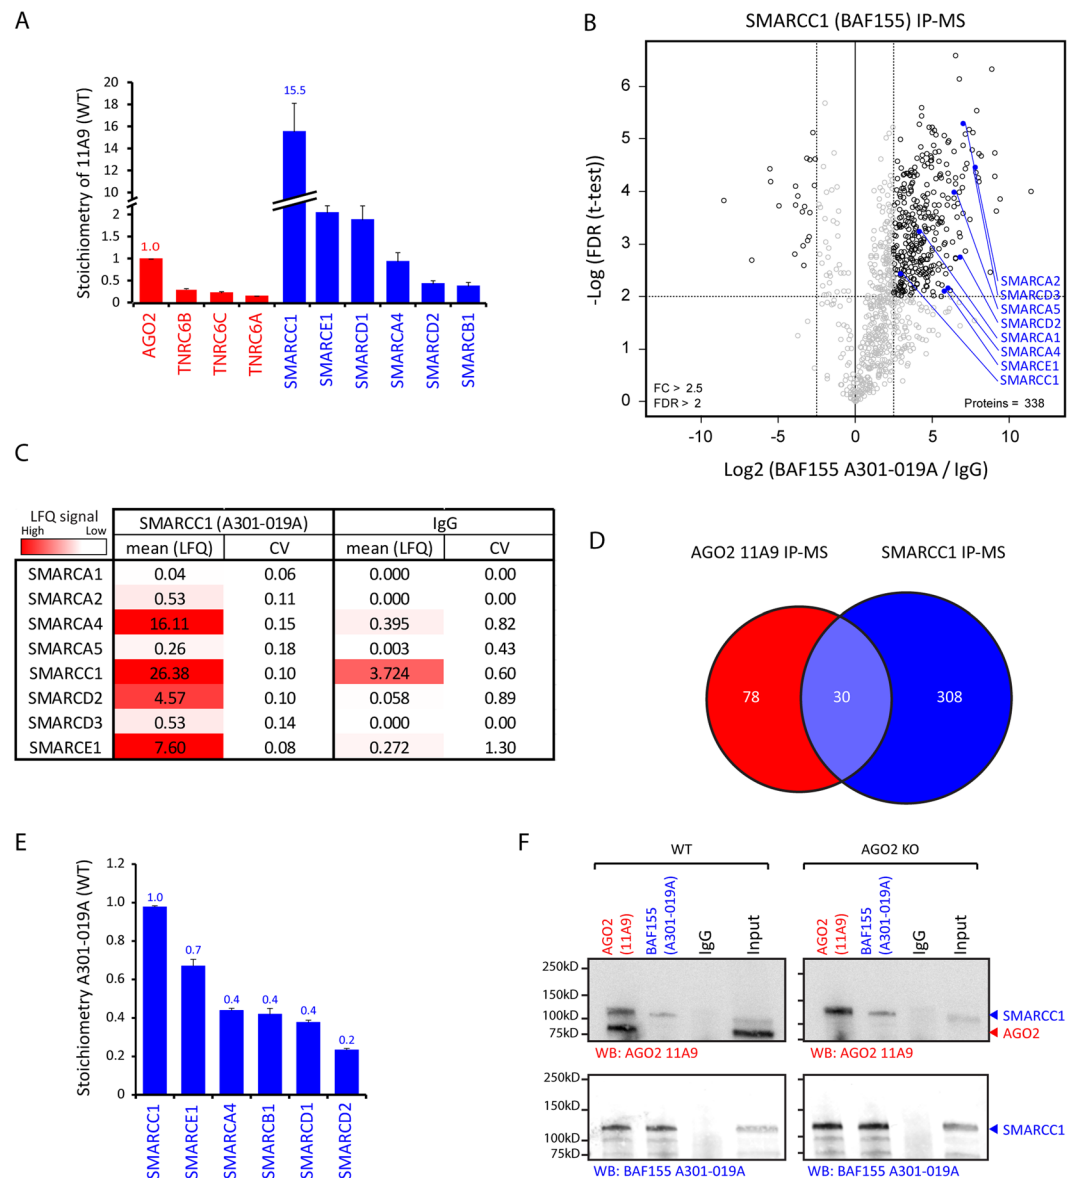 A
Stoichiometry of 11A9 (WT)
20
18
16
14
12
10
2
1.5
1
0.5
0
1.0
15.5
AGO2
TNRC6B
TNRC6C
TNRC6A
SMARCC1
SMARCE1
SMARCD1
SMARCA4
SMARCD2
SMARCB1
B
SMARCC1 (BAF155) IP-MS
-Log (FDR (t-test))
6
5
4
3
2
1
0
SMARCA2
SMARCD3
SMARCA5
SMARCD2
SMARCA1
SMARCA4
SMARCE1
SMARCC1
FC > 2.5
FDR > 2
Proteins = 338
-10 -5 0 5 10
Log2 (BAF155 A301-019A / IgG)
C
LFQ signal
High Low
SMARCC1 (A301-019A) IgG
mean (LFQ) CV mean (LFQ) CV
SMARCA1 0.04 0.06 0.000 0.00
SMARCA2 0.53 0.11 0.000 0.00
SMARCA4 16.11 0.15 0.395 0.82
SMARCA5 0.26 0.18 0.003 0.43
SMARCC1 26.38 0.10 3.724 0.60
SMARCD2 4.57 0.10 0.058 0.89
SMARCD3 0.53 0.14 0.000 0.00
SMARCE1 7.60 0.08 0.272 1.30
D
AGO2 11A9 IP-MS SMARCC1 IP-MS
78 30 308
E
Stoichiometry A301-019A (WT)
1.2
1.0
0.8
0.6
0.4
0.2
0
1.0
0.7
0.4
0.4
0.4
0.2
SMARCC1
SMARCE1
SMARCA4
SMARCB1
SMARCD1
SMARCD2
F
WT AGO2 KO
AGO2
(11A9)
BAF155
(A301-019A)
IgG
Input
AGO2
(11A9)
BAF155
(A301-019A)
IgG
Input
250kD
150kD
100kD
75kD
250kD
150kD
100kD
75kD
SMARCC1
AGO2
WB: AGO2 11A9
WB: AGO2 11A9
250kD
150kD
100kD
75kD
250kD
150kD
100kD
75kD
SMARCC1
WB: BAF155 A301-019A
WB: BAF155 A301-019A